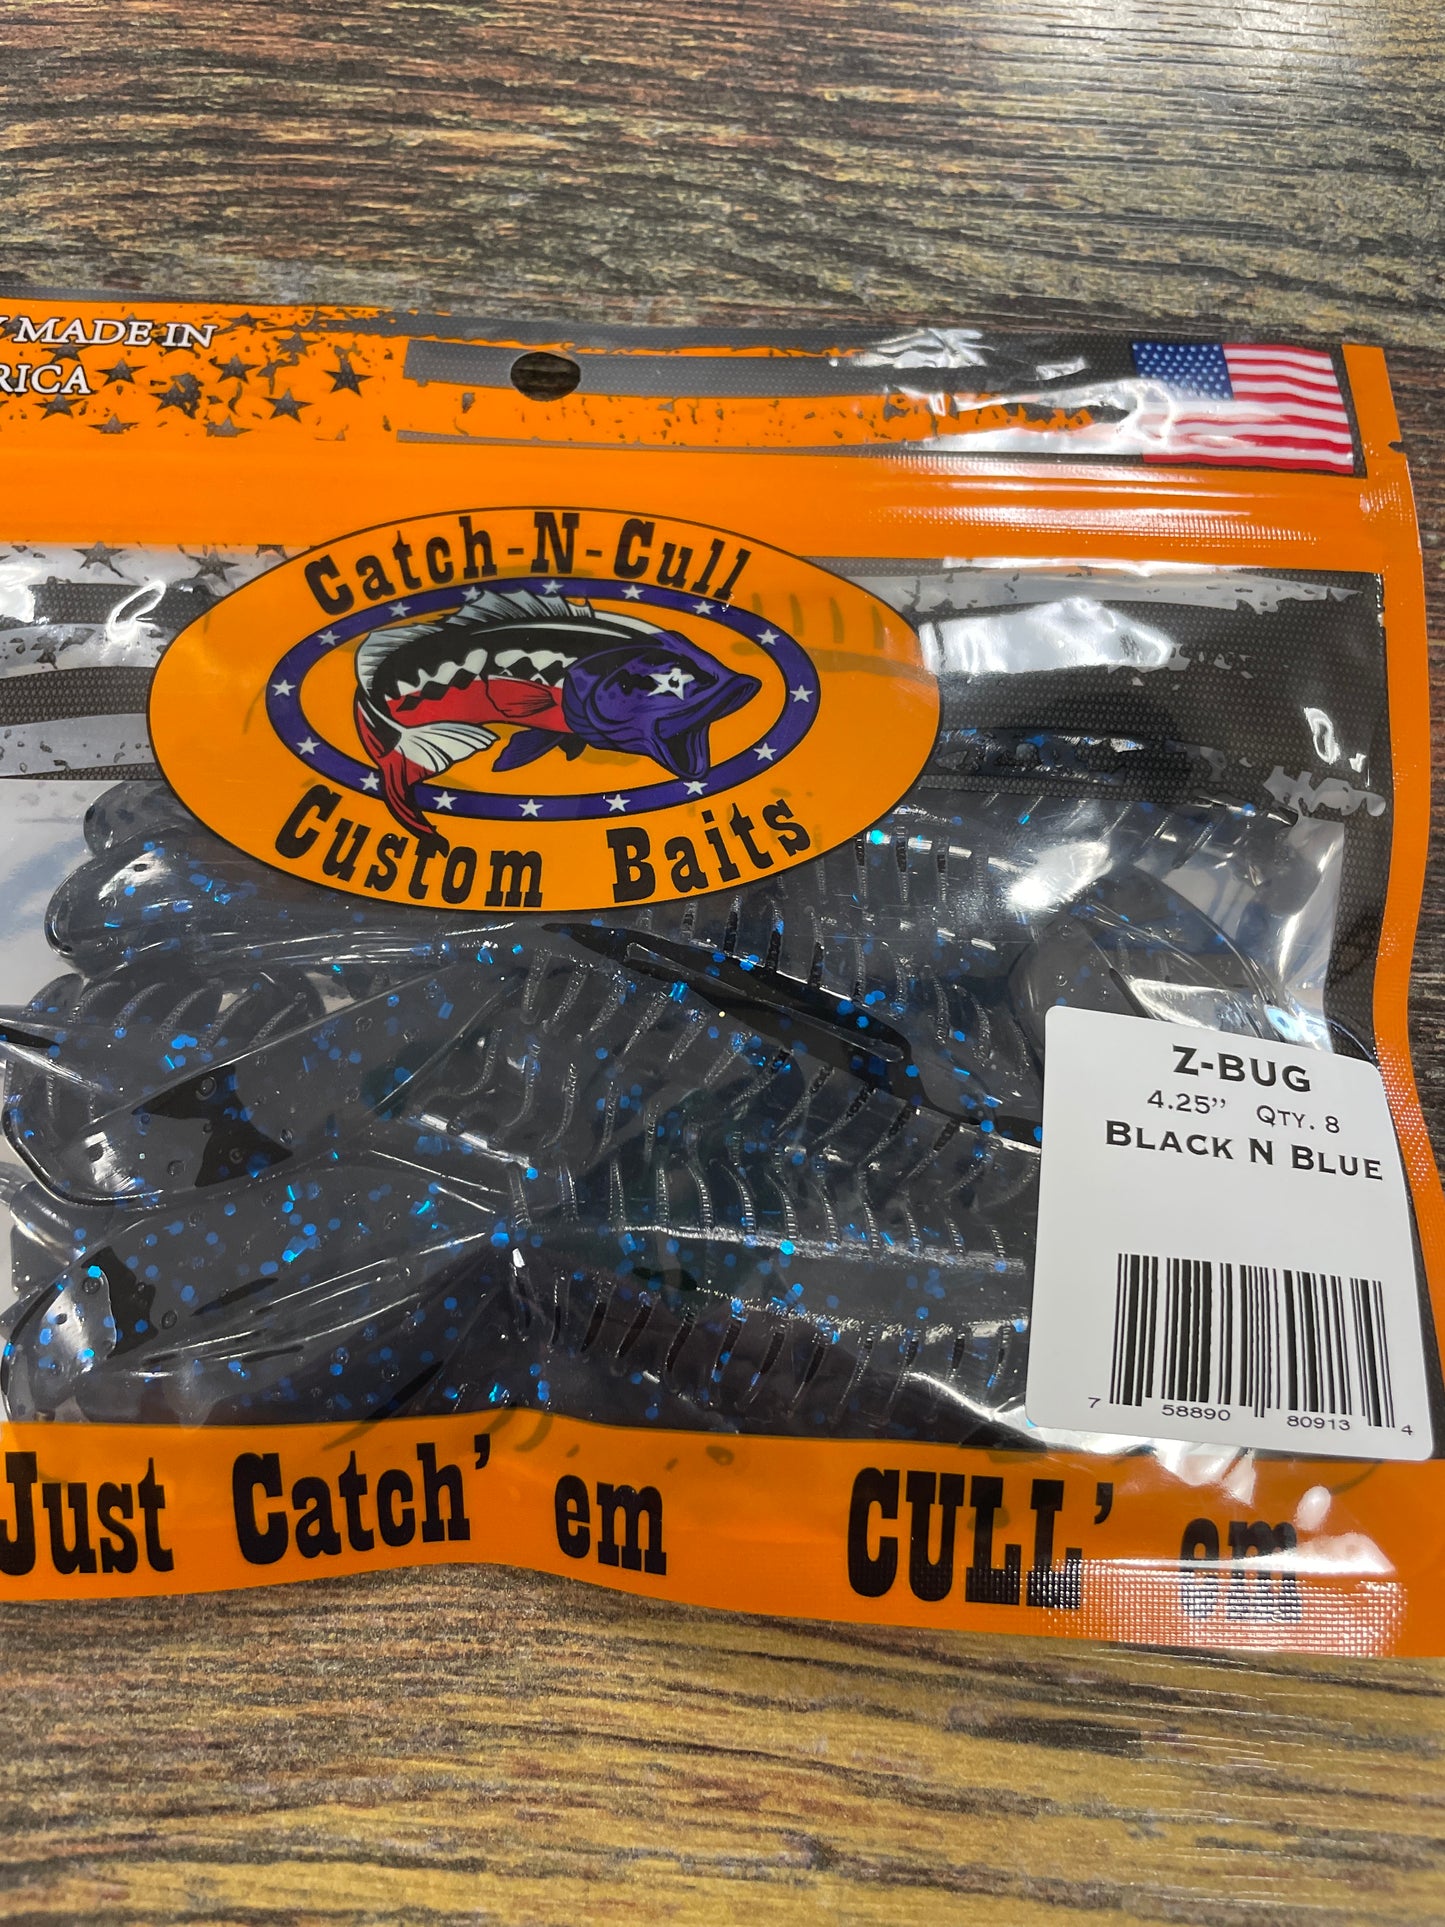 MADE IN
RICA
Catch-N-Cull
Custom Baits
Z-BUG
4.25” QTY. 8
BLACK N BLUE
7 58890 80913 4
Just Catch' em CULL' em